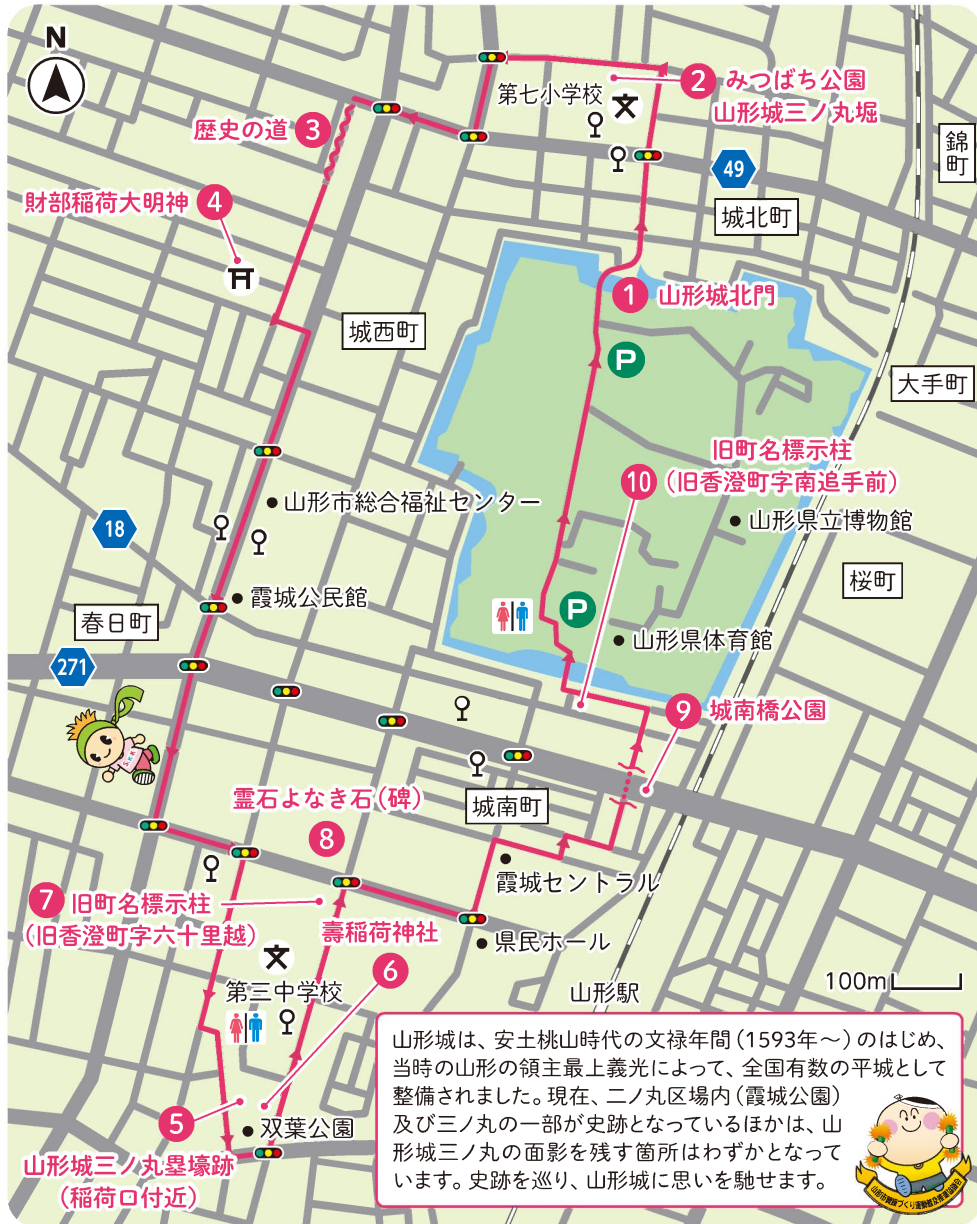 N
第七小学校
2 みつばち公園
山形城三ノ丸堀
歴史の道 3
49
錦町
城北町
財部稲荷大明神 4
1 山形城北門
城西町
P
大手町
旧町名標示柱
10 (旧香澄町字南追手前)
山形市総合福祉センター
山形県立博物館
18
桜町
霞城公民館
春日町
P
山形県体育館
271
9 城南橋公園
霊石よなき石(碑)
8
城南町
霞城セントラル
7 旧町名標示柱
(旧香澄町字六十里越)
壽稲荷神社
6
県民ホール
第三中学校
山形駅
100m
5
双葉公園
山形城三ノ丸塁壕跡
(稲荷口付近)
山形城は、安土桃山時代の文禄年間(1593年~)のはじめ、
当時の山形の領主最上義光によって、全国有数の平城として
整備されました。現在、二ノ丸区場内(霞城公園)
及び三ノ丸の一部が史跡となっているほかは、山
形城三ノ丸の面影を残す箇所はわずかとなって
います。史跡を巡り、山形城に思いを馳せます。